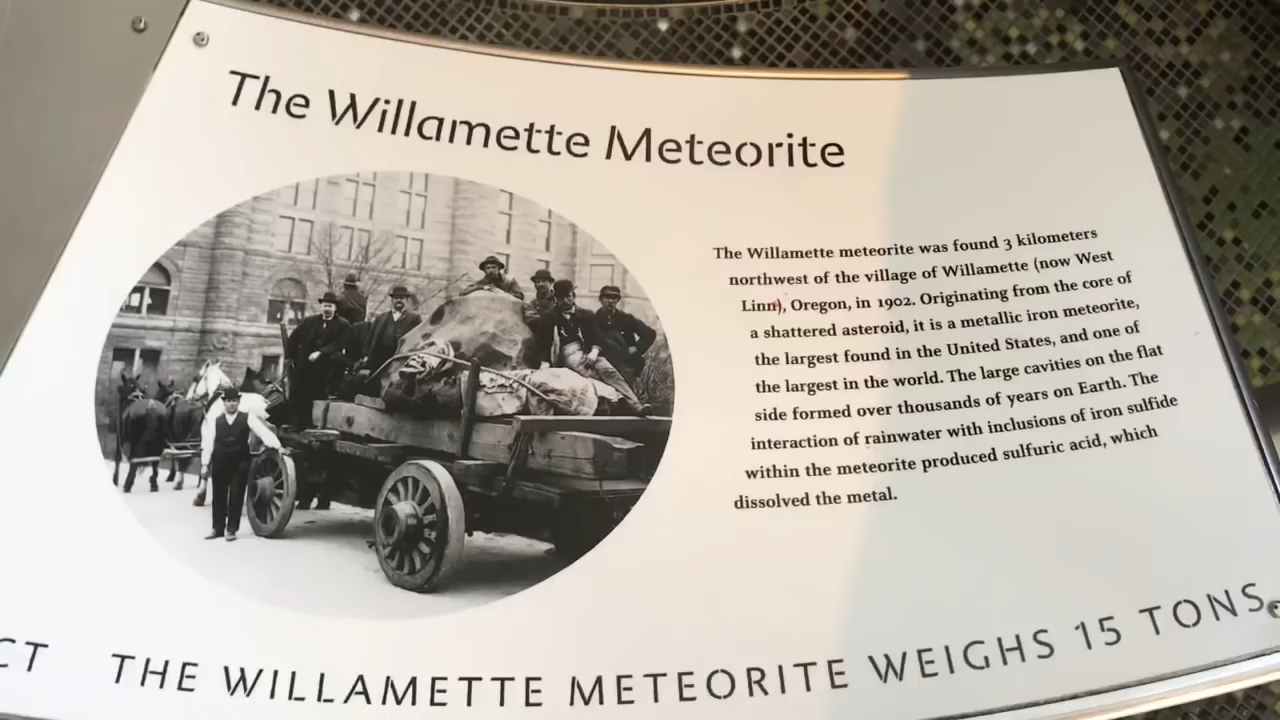 The Willamette Meteorite
The Willamette meteorite was found 3 kilometers
northwest of the village of Willamette (now West
Linn), Oregon, in 1902. Originating from the core of
a shattered asteroid, it is a metallic iron meteorite,
the largest found in the United States, and one of
the largest in the world. The large cavities on the flat
side formed over thousands of years on Earth. The
interaction of rainwater with inclusions of iron sulfide
within the meteorite produced sulfuric acid, which
dissolved the metal.
CT THE WILLAMETTE METEORITE WEIGHS 15 TONS